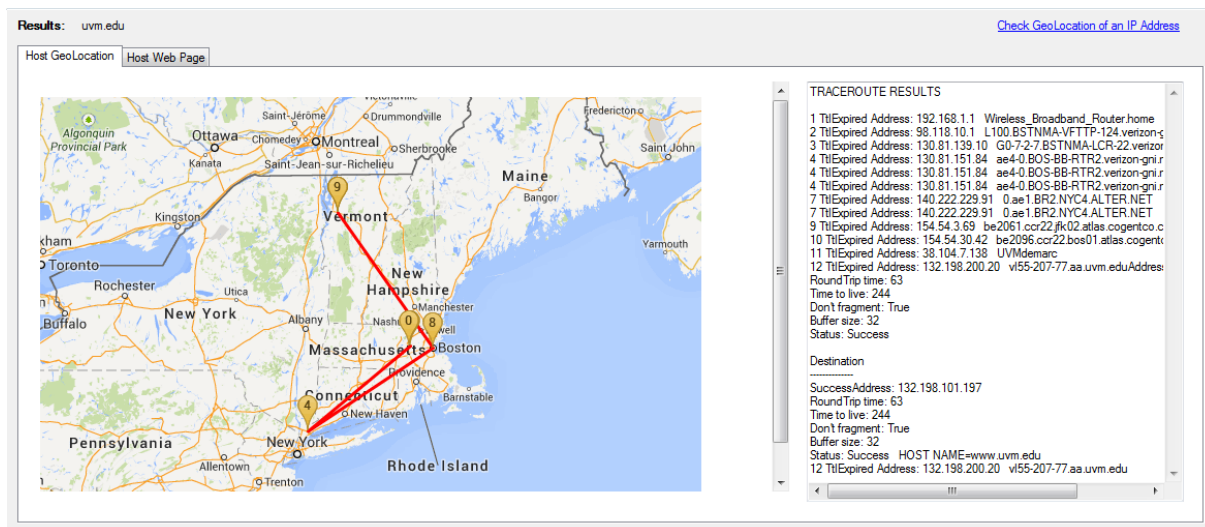 Results: uvm.edu
Check GeoLocation of an IP Address
Host GeoLocation
Host Web Page
Saint-Jérôme
Drummondville
Fredericton
Algonquin
Provincial Park
Ottawa
Chomedey
Montreal
Sherbrooke
Saint John
Kanata
Saint-Jean-sur-Richelieu
Maine
Bangor
9
Kingston
Vermont
Yarmouth
Toronto
New
Hampshire
Rochester
Utica
Manchester
New York
Albany
0
8
Buffalo
Massachusetts
Boston
Providence
Connecticut
Barnstable
4
New Haven
Pennsylvania
New York
Allentown
Rhode Island
Trenton
TRACEROUTE RESULTS
1 TtlExpired Address: 192.168.1.1 Wireless_Broadband_Router.home
2 TtlExpired Address: 98.118.10.1 L100.BSTNMA-VFTTP-124.verizon-g
3 TtlExpired Address: 130.81.139.10 G0-7-2-7.BSTNMA-LCR-22.verizor
4 TtlExpired Address: 130.81.151.84 ae4-0.BOS-BB-RTR2.verizon-gni.r
4 TtlExpired Address: 130.81.151.84 ae4-0.BOS-BB-RTR2.verizon-gni.r
4 TtlExpired Address: 130.81.151.84 ae4-0.BOS-BB-RTR2.verizon-gni.r
7 TtlExpired Address: 140.222.229.91 0.ae1.BR2.NYC4.ALTER.NET
7 TtlExpired Address: 140.222.229.91 0.ae1.BR2.NYC4.ALTER.NET
9 TtlExpired Address: 154.54.3.69 be2061.ccr22.jfk02.atlas.cogentco.c
10 TtlExpired Address: 154.54.30.42 be2096.ccr22.bos01.atlas.cogentc
11 TtlExpired Address: 38.104.7.138 UVMdemarc
12 TtlExpired Address: 132.198.200.20 vl55-207-77.aa.uvm.eduAddress
RoundTrip time: 63
Time to live: 244
Don't fragment: True
Buffer size: 32
Status: Success
Destination
--------------
SuccessAddress: 132.198.101.197
RoundTrip time: 63
Time to live: 244
Don't fragment: True
Buffer size: 32
Status: Success HOST NAME=www.uvm.edu
12 TtlExpired Address: 132.198.200.20 vl55-207-77.aa.uvm.edu